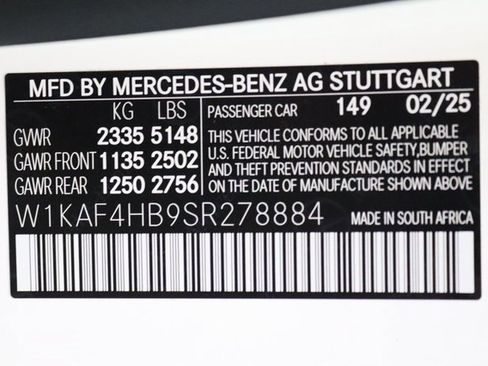 MFD BY MERCEDES-BENZ AG STUTTGART
KG LBS PASSENGER CAR 149 02/25
GVWR 2335 5148 THIS VEHICLE CONFORMS TO ALL APPLICABLE
GAWR FRONT 1135 2502 U.S. FEDERAL MOTOR VEHICLE SAFETY, BUMPER
AND THEFT PREVENTION STANDARDS IN EFFECT
GAWR REAR 1250 2756 ON THE DATE OF MANUFACTURE SHOWN ABOVE
W1KAF4HB9SR278884 MADE IN SOUTH AFRICA